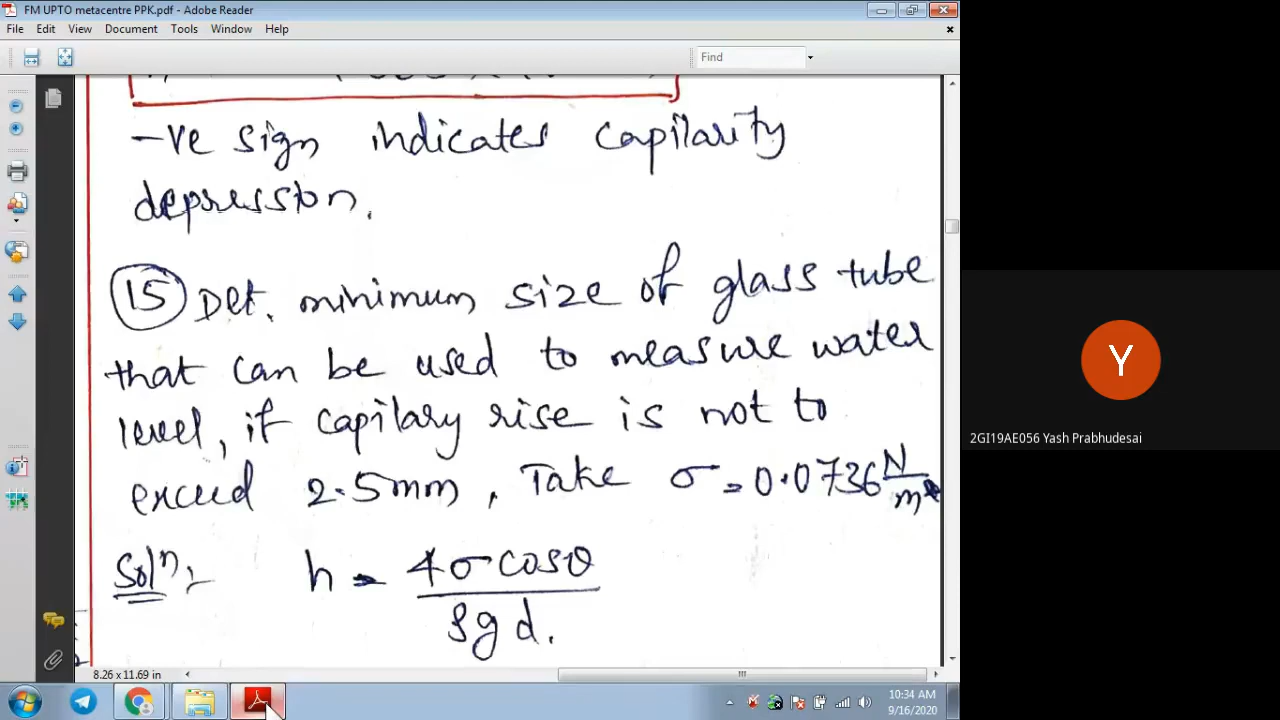 FM UPTO metacentre PPK.pdf - Adobe Reader
File Edit View Document Tools Window Help
Find
-ve sign indicates capilarity
depression.
15 Det. minimum size of glass tube
that can be used to measure water
level, if capilary rise is not to
exceed 2.5mm, Take σ = 0.0736 N/m
Soln:- h = 4σcosθ
ρgd.
8.26 x 11.69 in
Y
2GI19AE056 Yash Prabhudesai
10:34 AM
9/16/2020